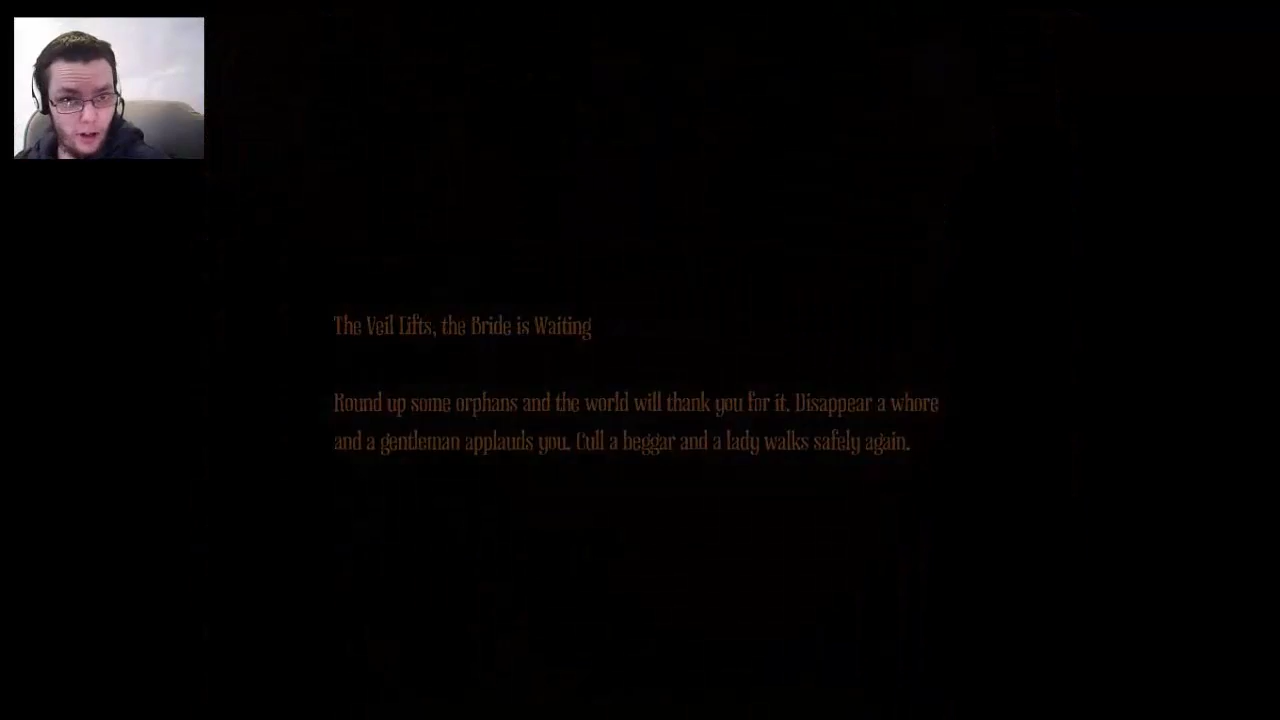 The Veil Lifts, the Bride is Waiting
Round up some orphans and the world will thank you for it. Disappear a whore
and a gentleman applauds you. Cull a beggar and a lady walks safely again.